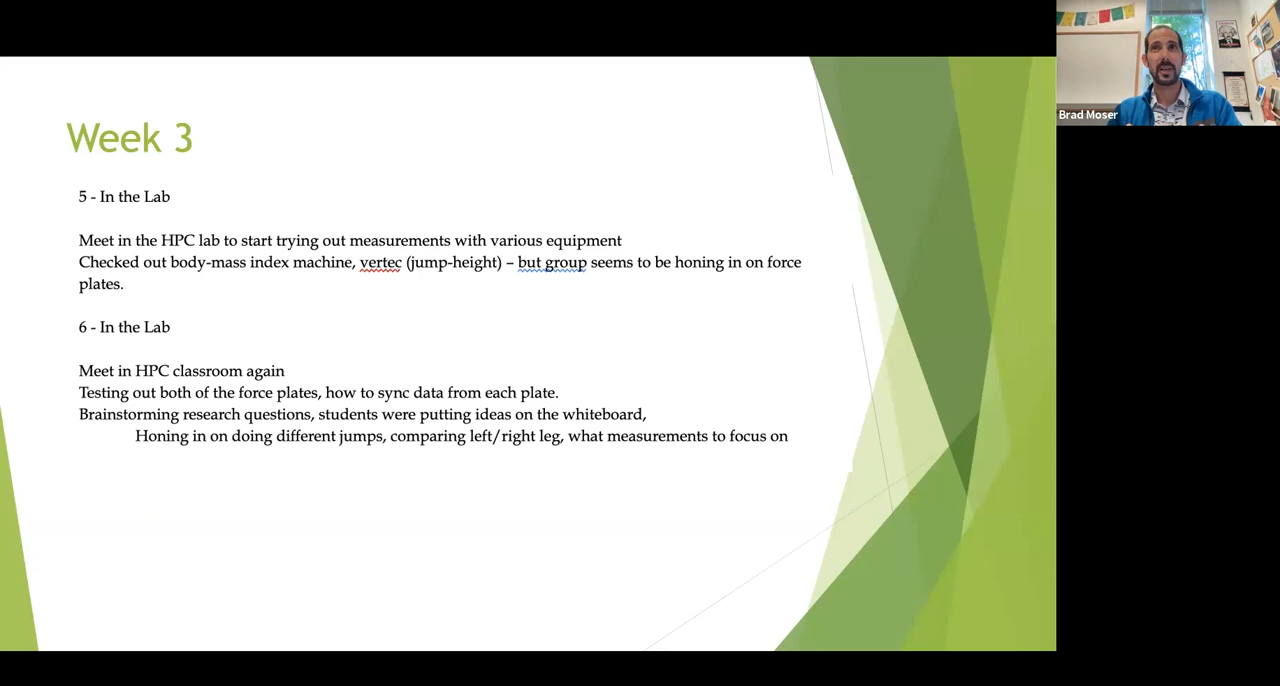 Week 3
5 - In the Lab
Meet in the HPC lab to start trying out measurements with various equipment
Checked out body-mass index machine, vertec (jump-height) – but group seems to be honing in on force
plates.
6 - In the Lab
Meet in HPC classroom again
Testing out both of the force plates, how to sync data from each plate.
Brainstorming research questions, students were putting ideas on the whiteboard,
Honing in on doing different jumps, comparing left/right leg, what measurements to focus on
Brad Moser